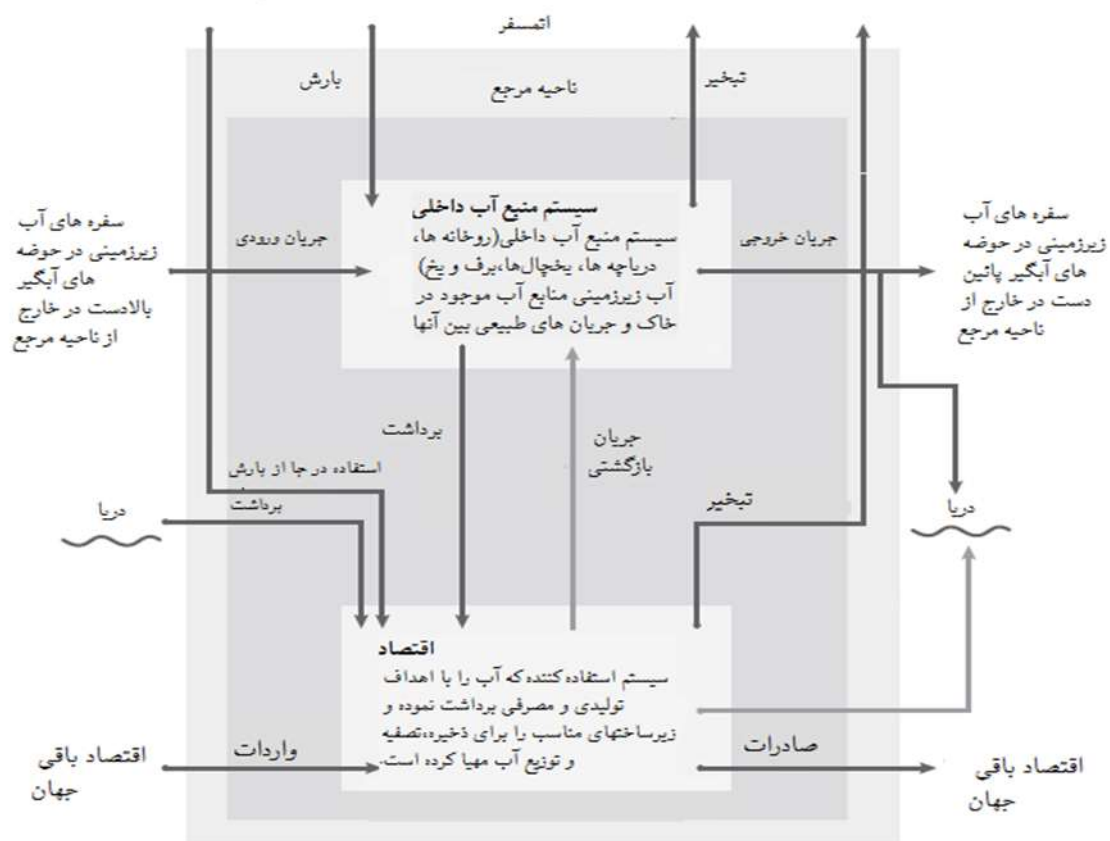 اتمسفر
بارش
تبخیر
ناحیه مرجع
سیستم منبع آب داخلی
سیستم منبع آب داخلی(روخانه ها،
دریاچه ها، یخچال‌ها،برف و یخ)
آب زیرزمینی منابع آب موجود در
خاک و جریان های طبیعی بین آنها
سفره های آب
زیرزمینی در حوضه
های آبگیر
بالادست در خارج
از ناحیه مرجع
جریان ورودی
جریان خروجی
سفره های آب
زیرزمینی در حوضه
های آبگیر پائین
دست در خارج از
ناحیه مرجع
برداشت
جریان
بازگشتی
استفاده در جا از بارش
برداشت
تبخیر
دریا
دریا
اقتصاد
سیستم استفاده‌کننده که آب را با اهداف
تولیدی و مصرفی برداشت نموده و
زیرساختهای مناسب را برای ذخیره،تصفیه
و توزیع آب مهیا کرده است.
واردات
صادرات
اقتصاد باقی
جهان
اقتصاد باقی
جهان